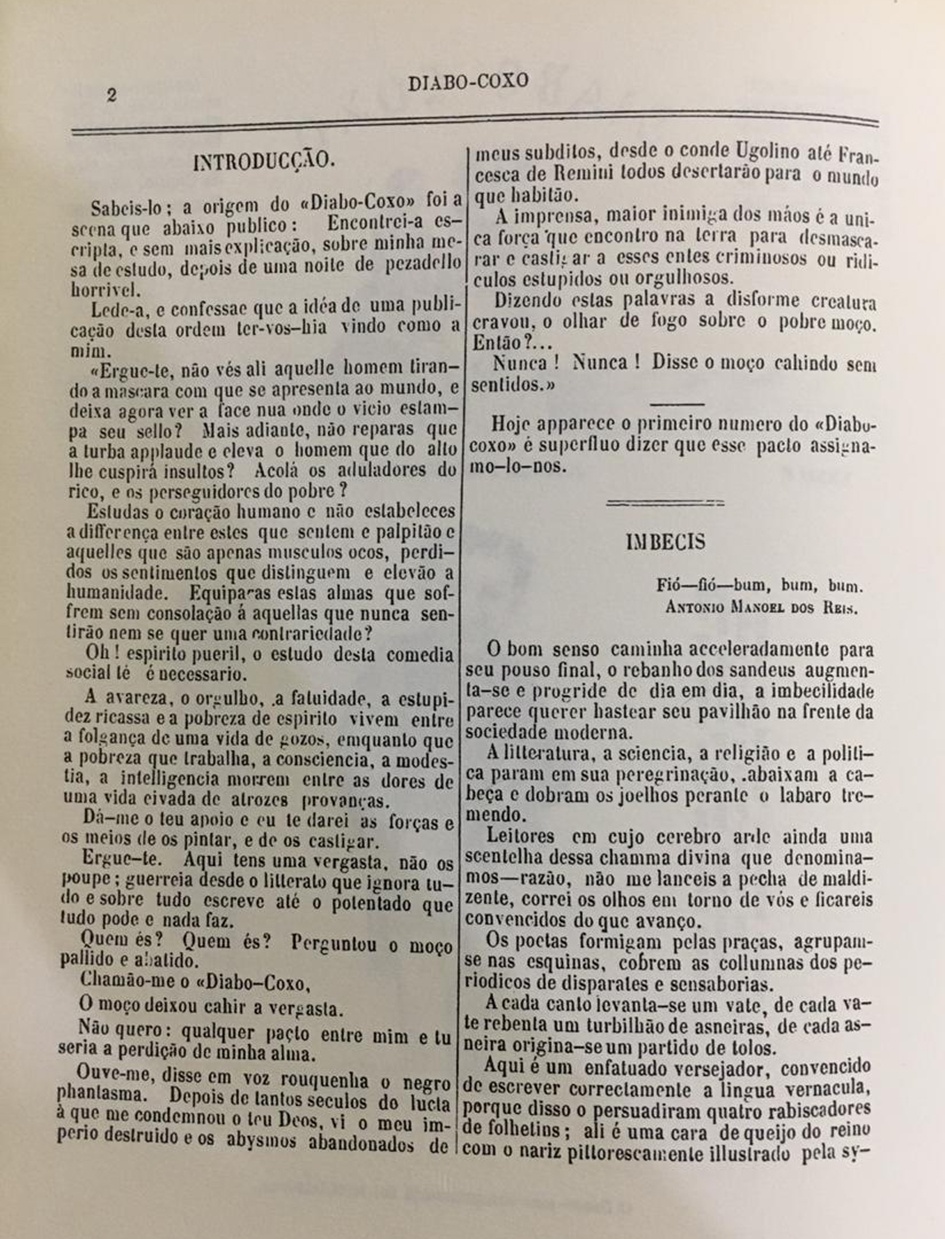 2
DIABO-COXO
INTRODUCÇÃO.
Sabeis-lo; a origem do «Diabo-Coxo» foi a
scena que abaixo publico: Encontrei-a es-
cripta, e sem mais explicação, sobre minha me-
sa de estudo, depois de uma noite de pezadello
horrivel.
Lede-a, e confessae que a idéa de uma publi-
cação desta ordem ter-vos-hia vindo como a
mim.
«Ergue-te, não vés ali aquelle homem tiran-
do a mascara com que se apresenta ao mundo, e
deixa agora ver a face nua onde o vicio estam-
pa seu sello? Mais adiante, não reparas que
a turba applaude e eleva o homem que do alto
lhe cuspirá insultos? Acolá os aduladores do
rico, e os perseguidores do pobre?
Estudas o coração humano e não estabeleces
a differença entre estes que sentem e palpitão e
aquelles que são apenas musculos ocos, perdi-
dos os sentimentos que distinguem e elevão a
humanidade. Equiparas estas almas que sof-
frem sem consolação á aquellas que nunca sen-
tirão nem se quer uma contrariedade?
Oh! espirito pueril, o estudo desta comedia
social té é necessario.
A avareza, o orgulho, .a fatuidade, a estupi-
dez ricassa e a pobreza de espirito vivem entre
a folgança de uma vida de gozos, emquanto que
a pobreza que trabalha, a consciencia, a modes-
tia, a intelligencia morrem entre as dores de
uma vida eivada de atrozes provanças.
Dá-me o teu apoio e eu te darei as forças e
os meios de os pintar, e de os castigar.
Ergue-te. Aqui tens uma vergasta, não os
poupe; guerreia desde o litterato que ignora tu-
do e sobre tudo escreve até o potentado que
tudo pode e nada faz.
Quem és? Quem és? Perguntou o moço
pallido e abatido.
Chamão-me o «Diabo-Coxo,
O moço deixou cahir a vergasta.
Não quero: qualquer pacto entre mim e tu
seria a perdição de minha alma.
Ouve-me, disse em voz rouquenha o negro
phantasma. Depois de tantos seculos do lucta
à que me condemnou o teu Deos, vi o meu im-
perio destruido e os abysmos abandonados de
meus subditos, desde o conde Ugolino até Fran-
cesca de Remini todos desertarão para o mundo
que habitão.
A imprensa, maior inimiga dos máos é a uni-
ca força que encontro na terra para desmasca-
rar e castigar a esses entes criminosos ou ridi-
culos estupidos ou orgulhosos.
Dizendo estas palavras a disforme creatura
cravou, o olhar de fogo sobre o pobre moço.
Então?...
Nunca! Nunca! Disse o moço cahindo sem
sentidos.»
Hoje apparece o primeiro numero do «Diabo-
coxo» é superfluo dizer que esse pacto assigna-
mo-lo-nos.
IMBECIS
Fió—fió—bum, bum, bum.
ANTONIO MANOEL DOS REIS.
O bom senso caminha acceleradamente para
seu pouso final, o rebanho dos sandeus augmen-
ta-se e progride de dia em dia, a imbecilidade
parece querer hastear seu pavilhão na frente da
sociedade moderna.
A litteratura, a sciencia, a religião e a politi-
ca param em sua peregrinação, .abaixam a ca-
beça e dobram os joelhos perante o labaro tre-
mendo.
Leitores em cujo cerebro arde ainda uma
scentelha dessa chamma divina que denomina-
mos—razão, não me lanceis a pecha de maldi-
zente, correi os olhos em torno de vós e ficareis
convencidos do que avanço.
Os poetas formigam pelas praças, agrupam-
se nas esquinas, cobrem as collumnas dos pe-
riodicos de disparates e sensaborias.
A cada canto levanta-se um vate, de cada va-
te rebenta um turbilhão de asneiras, de cada as-
neira origina-se um partido de tolos.
Aqui é um enfatuado versejador, convencido
de escrever correctamente a lingua vernacula,
porque disso o persuadiram quatro rabiscadores
de folhetins; ali é uma cara de queijo do reino
com o nariz pittorescamente illustrado pela sy-